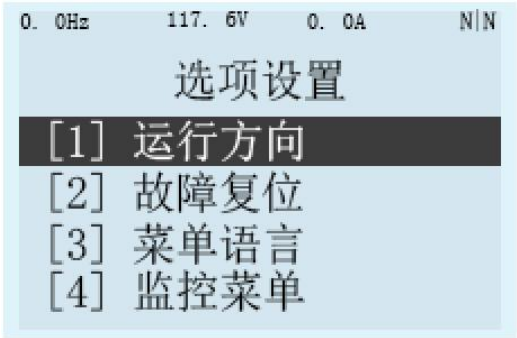 0. 0Hz 117. 6V 0. 0A N|N
选项设置
[1] 运行方向
[2] 故障复位
[3] 菜单语言
[4] 监控菜单